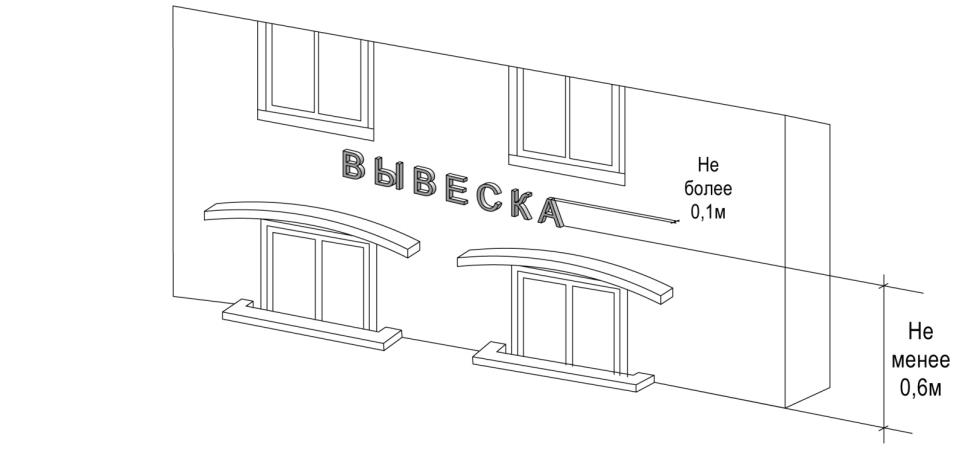 ВЫВЕСКА
Не
более
0,1м
Не
менее
0,6м